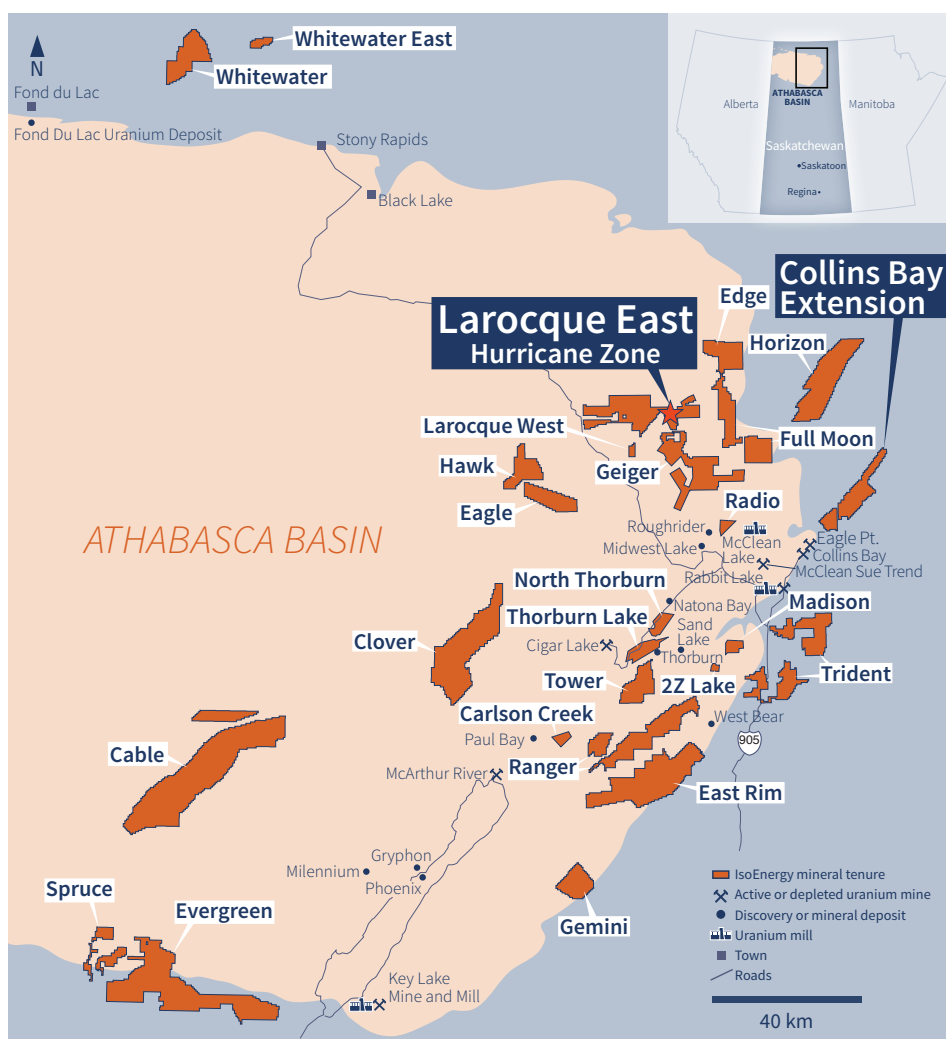 Whitewater East
Whitewater
N
Fond du Lac
Fond Du Lac Uranium Deposit
Stony Rapids
Black Lake
Alberta
ATHABASCA
BASIN
Manitoba
Saskatchewan
Saskatoon
Regina
Collins Bay
Extension
Edge
Larocque East
Hurricane Zone
Horizon
Larocque West
Full Moon
Hawk
Geiger
Eagle
Radio
ATHABASCA BASIN
Roughrider
Midwest Lake
McClean
Lake
Eagle Pt.
Collins Bay
McClean Sue Trend
Rabbit Lake
North Thorburn
Natona Bay
Madison
Thorburn Lake
Sand
Lake
Clover
Cigar Lake
Thorburn
Tower
2Z Lake
Trident
Carlson Creek
West Bear
Paul Bay
905
Cable
Ranger
McArthur River
East Rim
Gryphon
Milennium
Phoenix
Spruce
Evergreen
Gemini
Key Lake
Mine and Mill
IsoEnergy mineral tenure
Active or depleted uranium mine
Discovery or mineral deposit
Uranium mill
Town
Roads
40 km